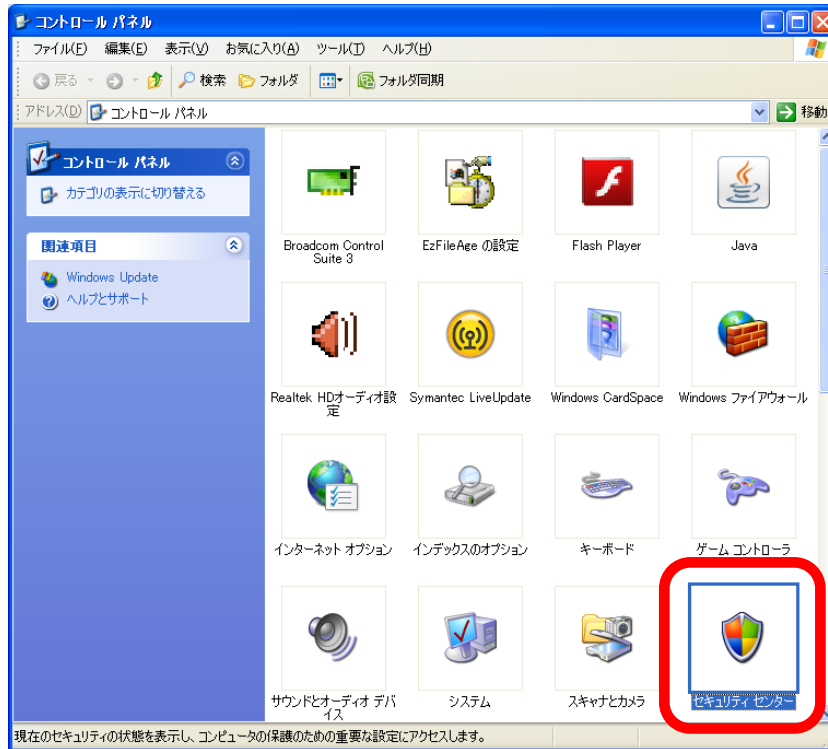 コントロール パネル
ファイル(F) 編集(E) 表示(V) お気に入り(A) ツール(T) ヘルプ(H)
戻る 検索 フォルダ フォルダ同期
アドレス(D) コントロール パネル 移動
コントロール パネル
カテゴリの表示に切り替える
関連項目
Windows Update
ヘルプとサポート
Broadcom Control
Suite 3
EzFileAge の設定
Flash Player
Java
Realtek HDオーディオ設
定
Symantec LiveUpdate
Windows CardSpace
Windows ファイアウォール
インターネット オプション
インデックスのオプション
キーボード
ゲーム コントローラ
サウンドとオーディオ デバ
イス
システム
スキャナとカメラ
セキュリティ センター
現在のセキュリティの状態を表示し、コンピュータの保護のための重要な設定にアクセスします。